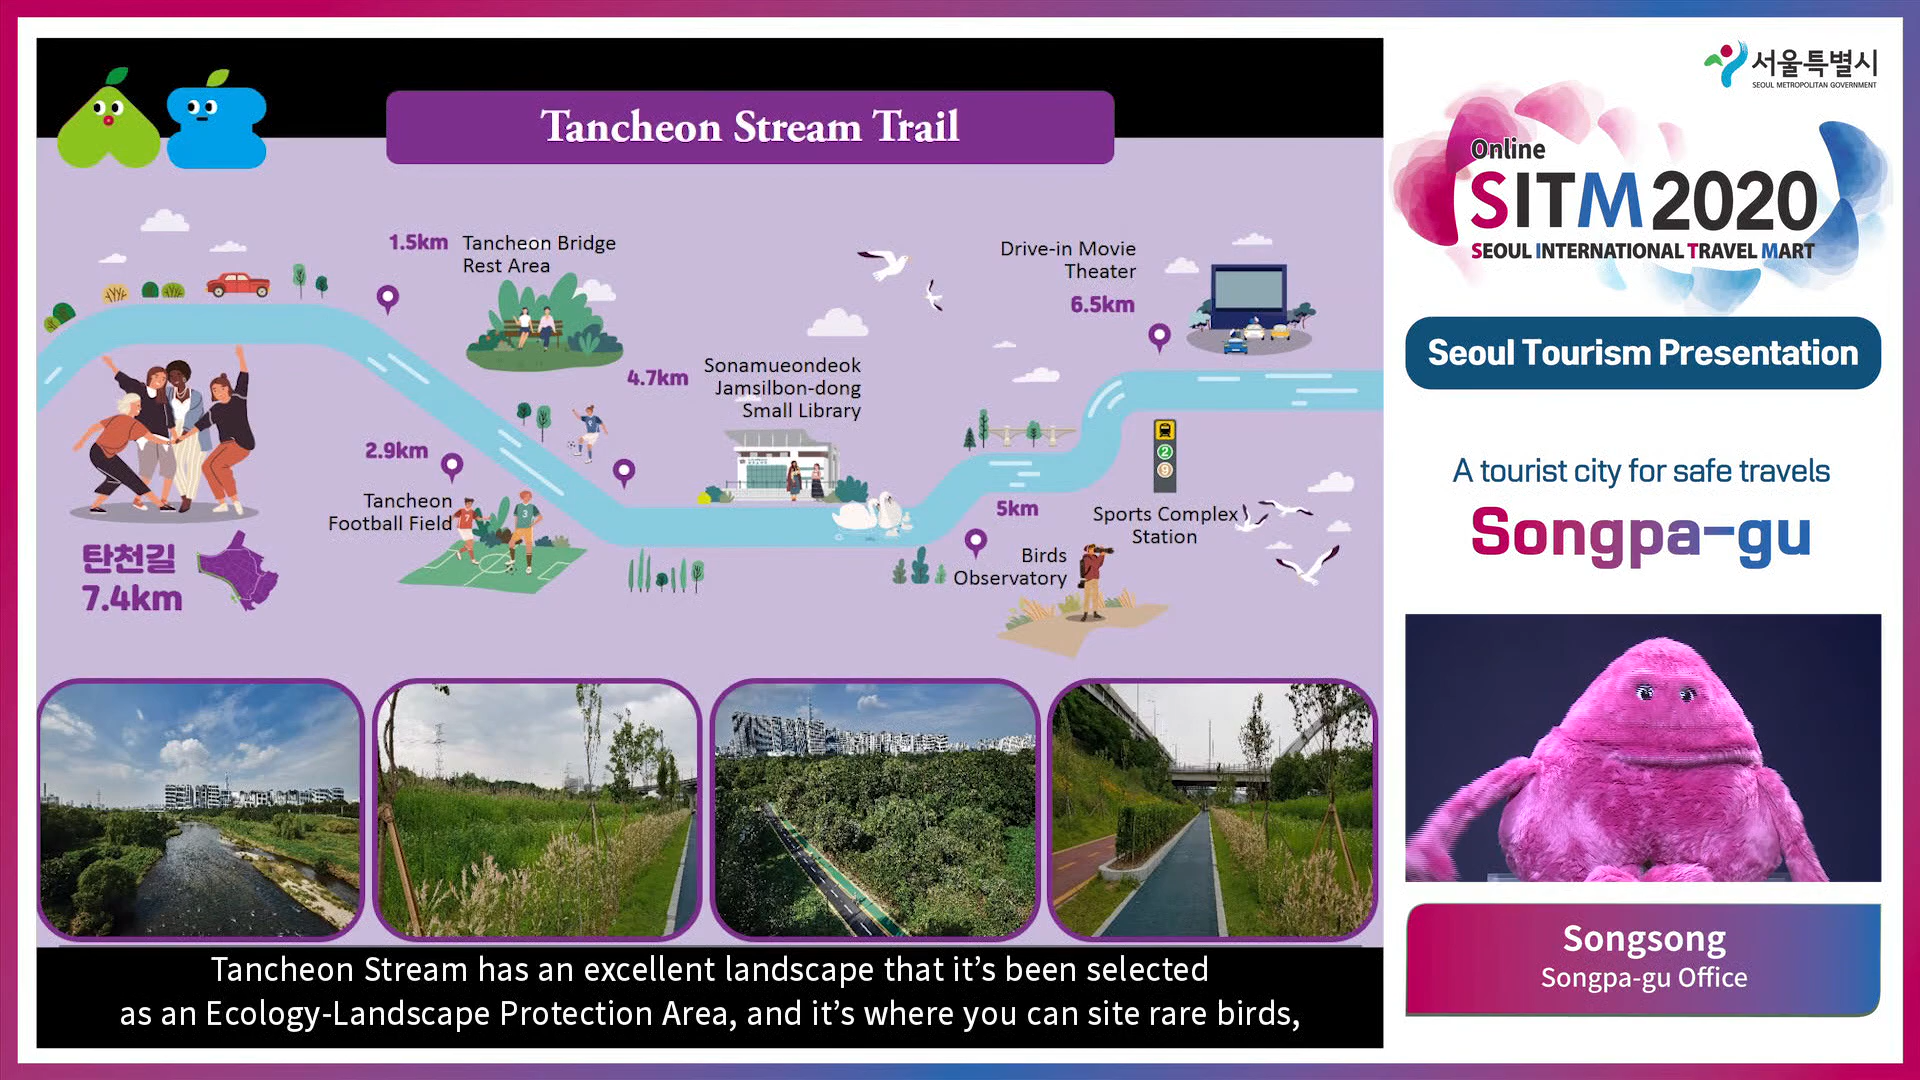 Tancheon Stream Trail
1.5km
Tancheon Bridge
Rest Area
Drive-in Movie
Theater
6.5km
4.7km
Sonamueondeok
Jamsilbon-dong
Small Library
2.9km
Tancheon
Football Field
7
3
2
9
Sports Complex
Station
5km
Birds
Observatory
탄천길
7.4km
Tancheon Stream has an excellent landscape that it’s been selected
as an Ecology-Landscape Protection Area, and it’s where you can site rare birds,
서울특별시
SEOUL METROPOLITAN GOVERNMENT
Online
SITM 2020
SEOUL INTERNATIONAL TRAVEL MART
Seoul Tourism Presentation
A tourist city for safe travels
Songpa-gu
Songsong
Songpa-gu Office